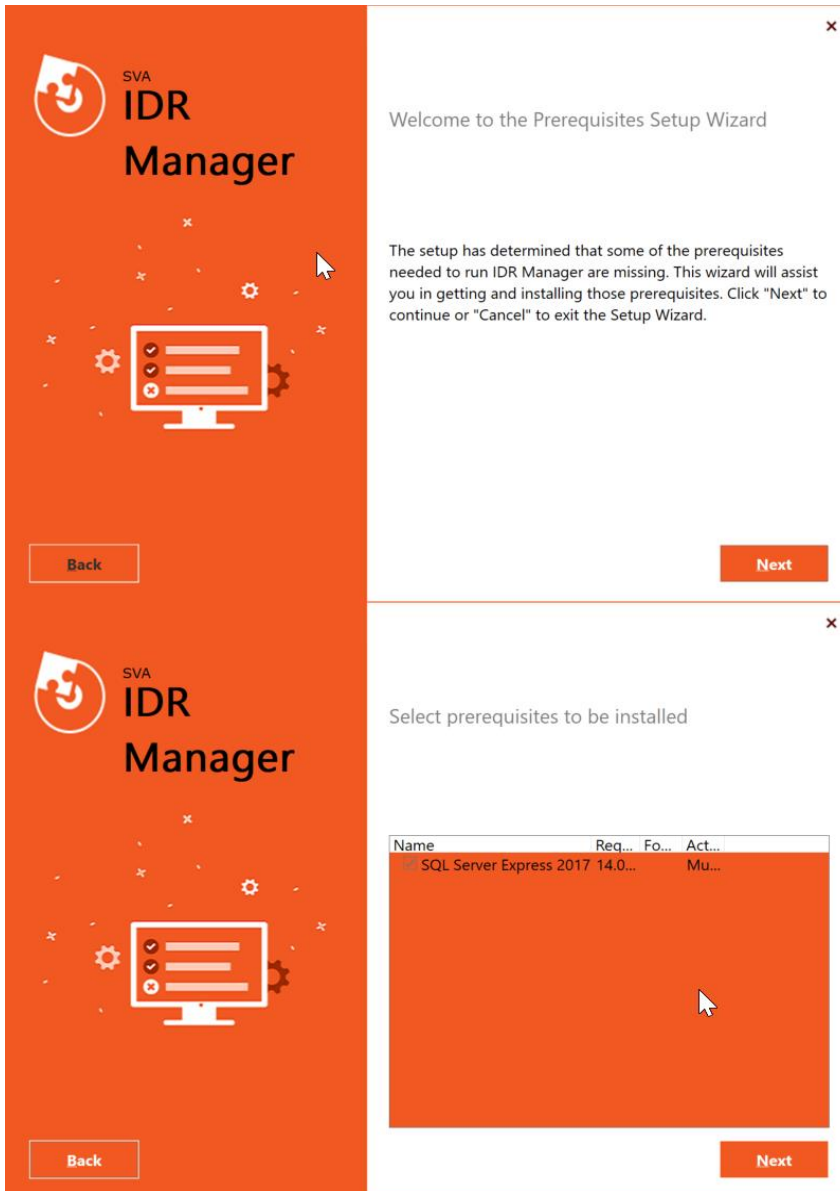 SVA
IDR
Manager
×
Welcome to the Prerequisites Setup Wizard
The setup has determined that some of the prerequisites
needed to run IDR Manager are missing. This wizard will assist
you in getting and installing those prerequisites. Click "Next" to
continue or "Cancel" to exit the Setup Wizard.
Back
Next
SVA
IDR
Manager
×
Select prerequisites to be installed
Name Req... Fo... Act...
SQL Server Express 2017 14.0... Mu...
Back
Next